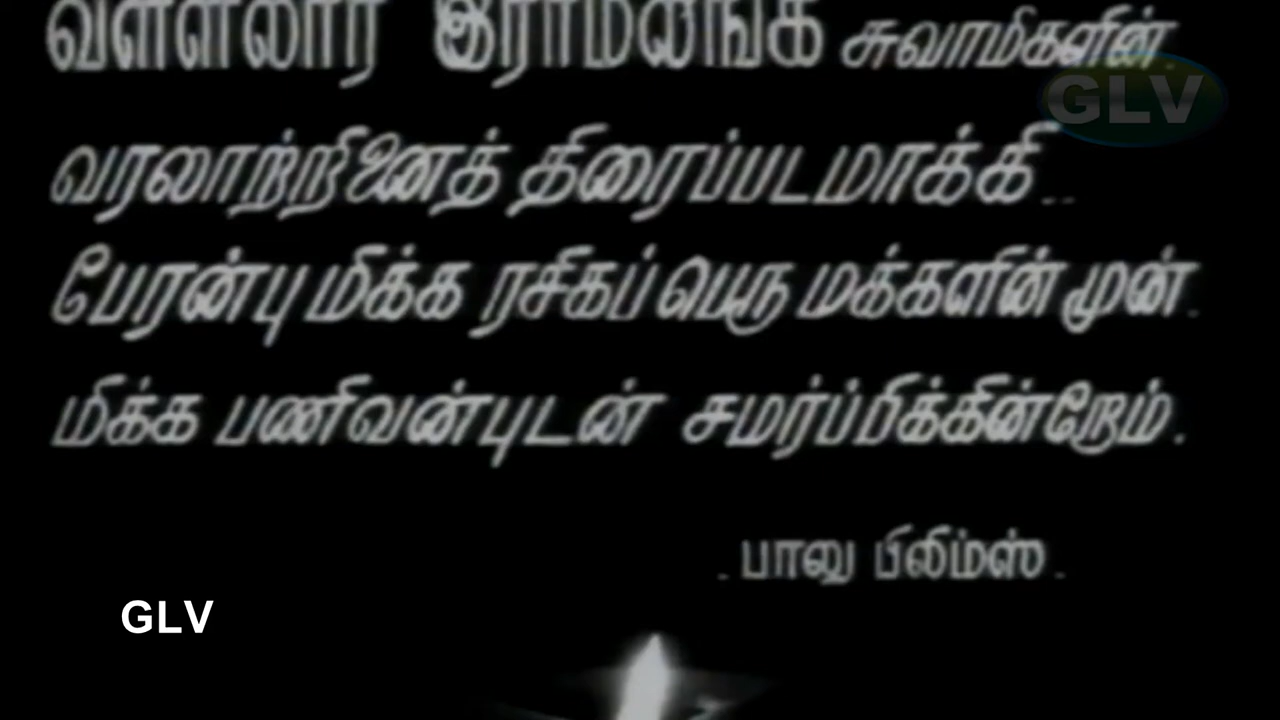 வள்ளலார் இராமலிங்க சுவாமிகளின்.
GLV
வரலாற்றினைத் திரைப்படமாக்கி..
பேரன்பு மிக்க ரசிகப் பெரு மக்களின் முன்.
மிக்க பணிவன்புடன் சமர்ப்பிக்கின்றேம்.
. பாலு பிலிம்ஸ் .
GLV